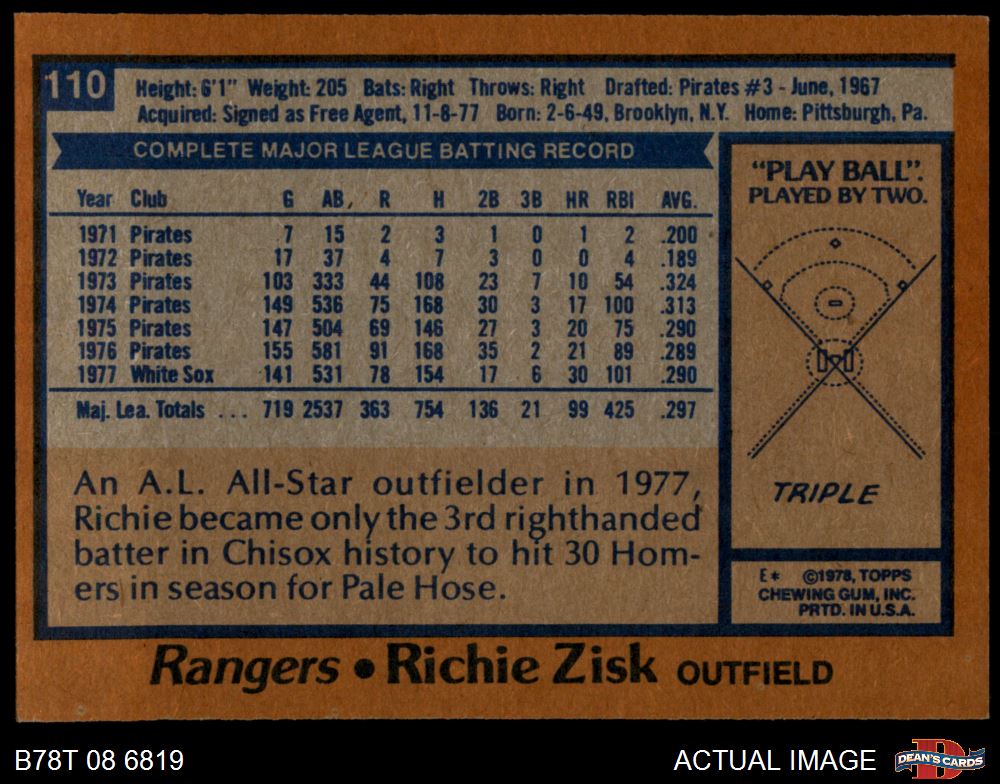 110
Height: 6'1" Weight: 205 Bats: Right Throws: Right Drafted: Pirates #3 - June, 1967
Acquired: Signed as Free Agent, 11-8-77 Born: 2-6-49, Brooklyn, N.Y. Home: Pittsburgh, Pa.
COMPLETE MAJOR LEAGUE BATTING RECORD
Year Club G AB R H 2B 3B HR RBI AVG.
1971 Pirates 7 15 2 3 1 0 1 2 .200
1972 Pirates 17 37 4 7 3 0 0 4 .189
1973 Pirates 103 333 44 108 23 7 10 54 .324
1974 Pirates 149 536 75 168 30 3 17 100 .313
1975 Pirates 147 504 69 146 27 3 20 75 .290
1976 Pirates 155 581 91 168 35 2 21 89 .289
1977 White Sox 141 531 78 154 17 6 30 101 .290
Maj. Lea. Totals ... 719 2537 363 754 136 21 99 425 .297
An A.L. All-Star outfielder in 1977,
Richie became only the 3rd righthanded
batter in Chisox history to hit 30 Hom-
ers in season for Pale Hose.
"PLAY BALL".
PLAYED BY TWO.
TRIPLE
E* ©1978, TOPPS
CHEWING GUM, INC.
PRTD. IN U.S.A.
Rangers • Richie Zisk OUTFIELD
B78T 08 6819
ACTUAL IMAGE
D
DEAN'S CARDS